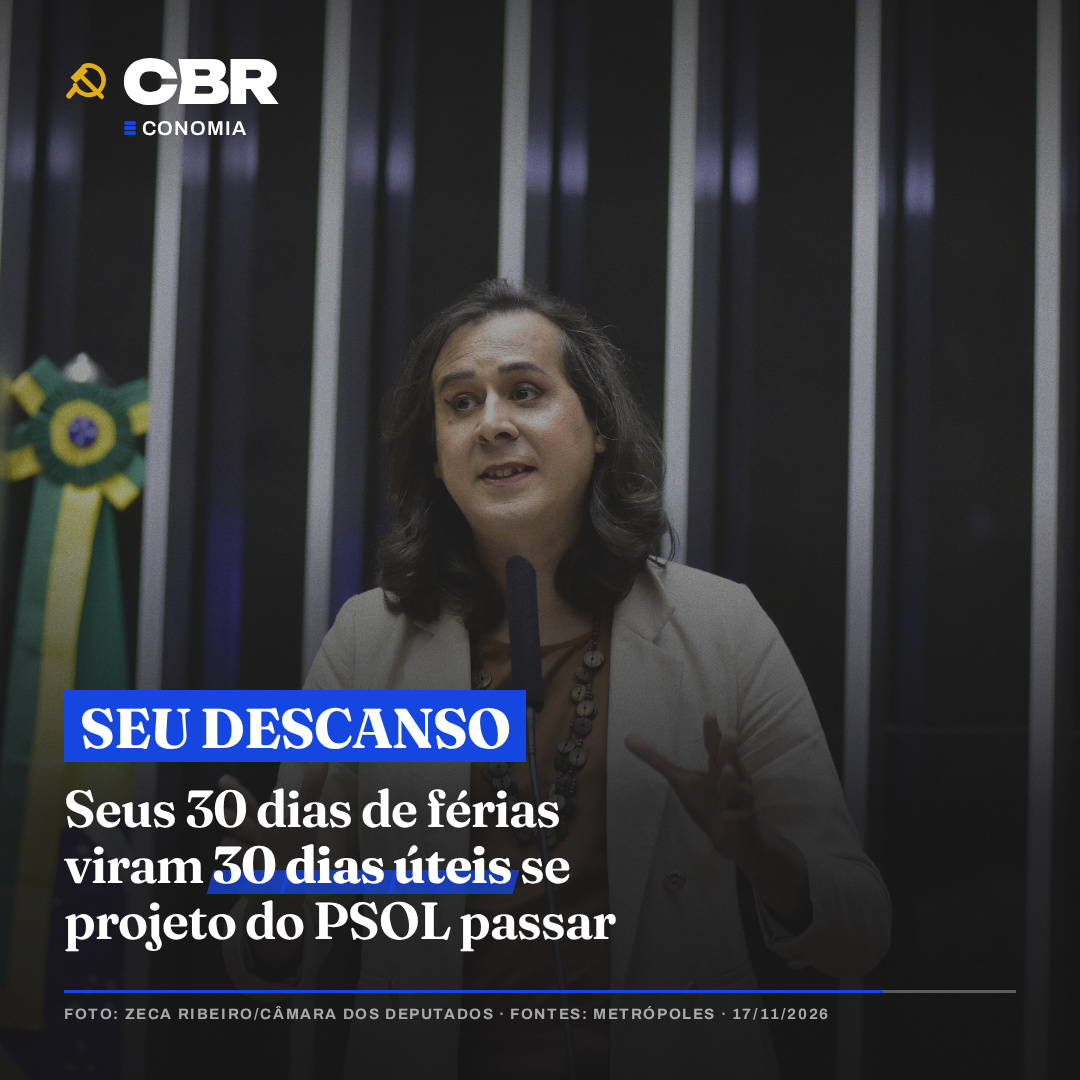 CBR
ECONOMIA
SEU DESCANSO
Seus 30 dias de férias
viram 30 dias úteis se
projeto do PSOL passar
FOTO: ZECA RIBEIRO/CÂMARA DOS DEPUTADOS · FONTES: METRÓPOLES · 17/11/2026